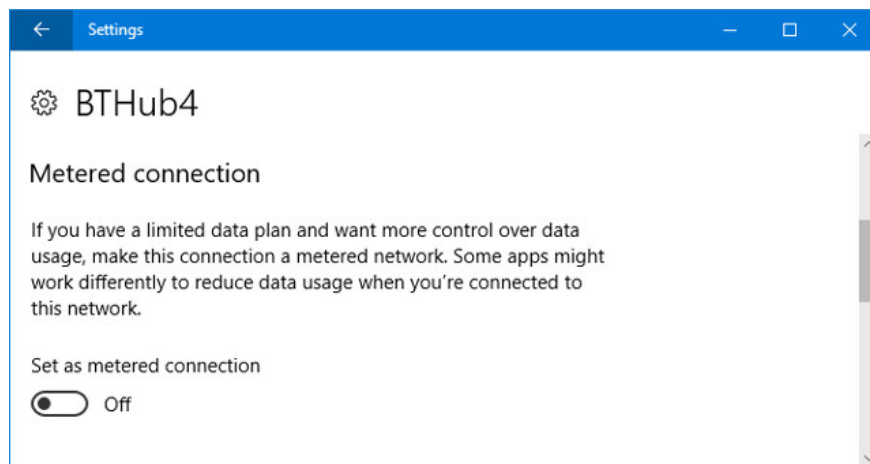 Settings
BTHub4
Metered connection
If you have a limited data plan and want more control over data
usage, make this connection a metered network. Some apps might
work differently to reduce data usage when you're connected to
this network.
Set as metered connection
Off